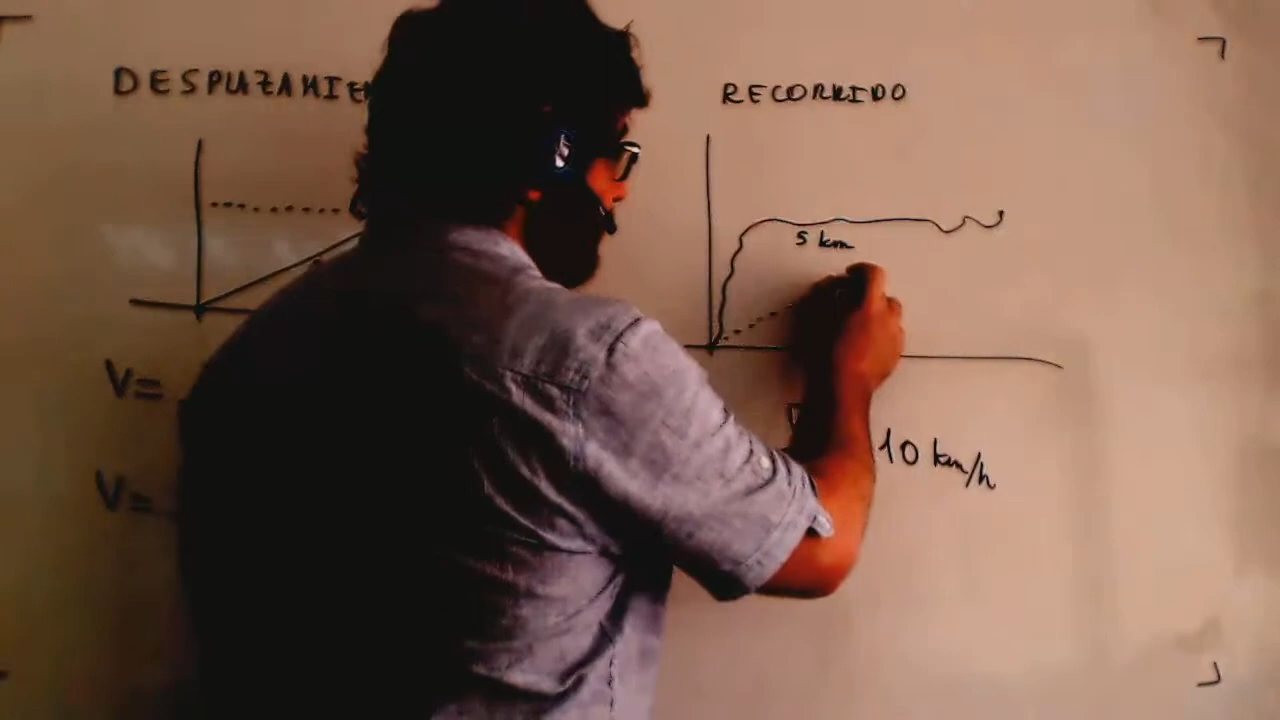 DESPLAZAMIE
RECORRIDO
5 km
V=
10 km/h
V=